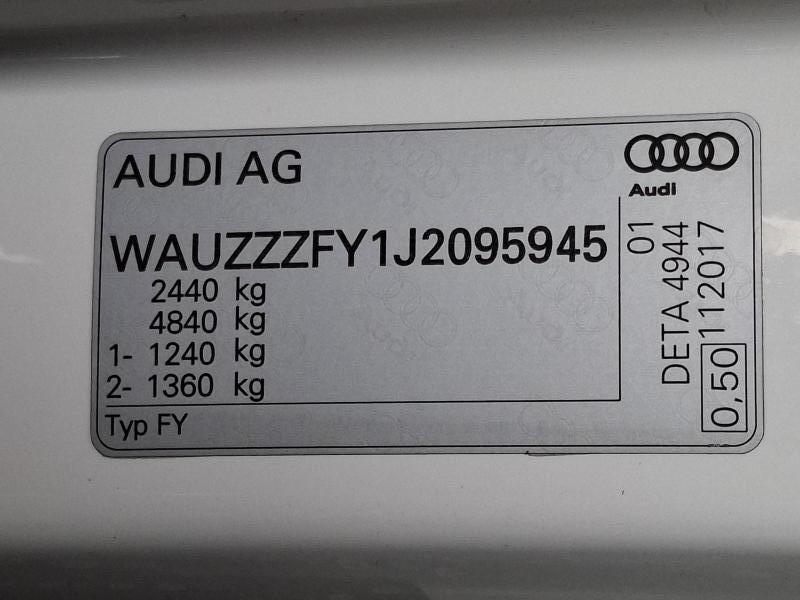 AUDI AG
Audi
WAUZZZFY1J2095945
2440 kg
4840 kg
1- 1240 kg
2- 1360 kg
Typ FY
01
DETA 4944
112017
0,50